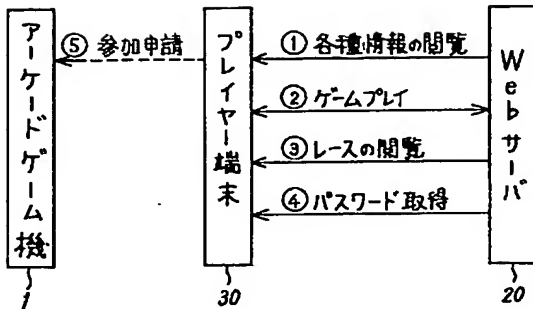 アーケードゲーム機
⑤ 参加申請
プレイヤー端末
① 各種情報の閲覧
② ゲームプレイ
③ レースの閲覧
④ パスワード取得
Webサーバ
1
30
20